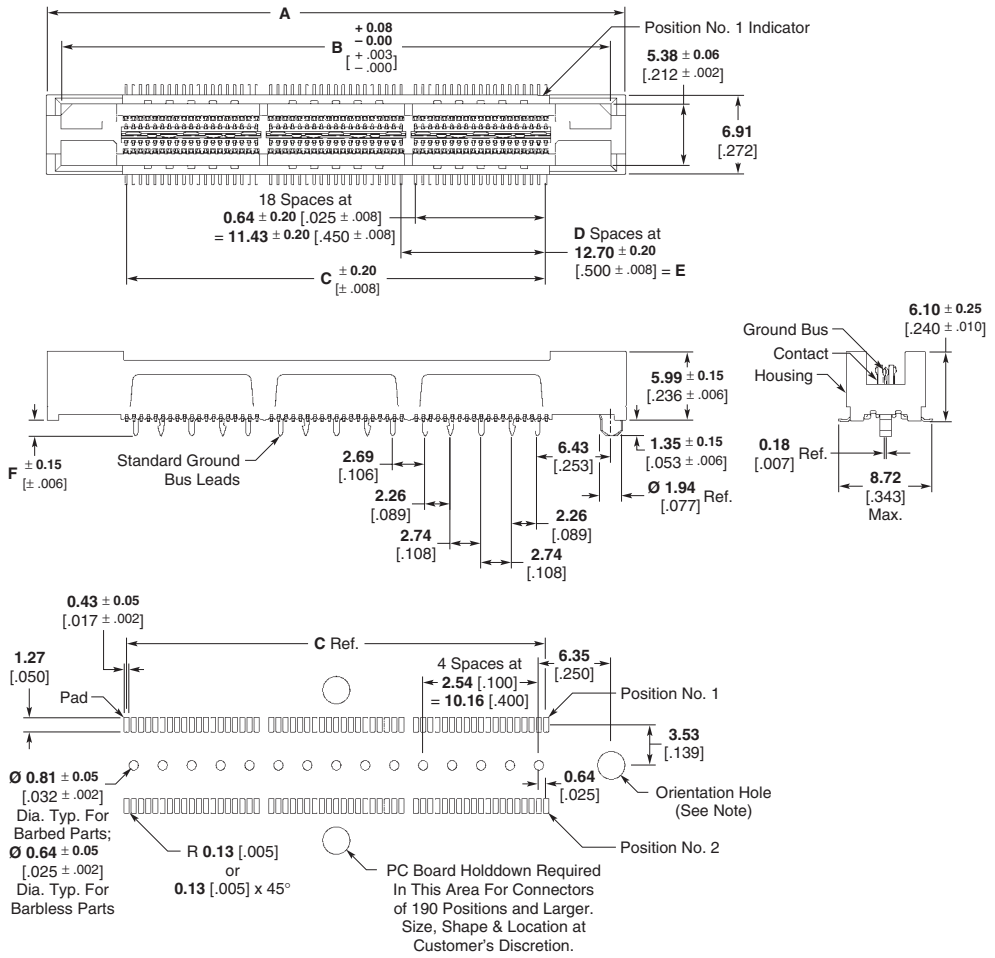 A
+ 0.08
– 0.00
B
[ + .003
– .000 ]
Position No. 1 Indicator
5.38 ± 0.06
[.212 ± .002]
6.91
[.272]
18 Spaces at
0.64 ± 0.20 [.025 ± .008]
= 11.43 ± 0.20 [.450 ± .008]
D Spaces at
12.70 ± 0.20
[.500 ± .008] = E
C ± 0.20
[± .008]
6.10 ± 0.25
[.240 ± .010]
Ground Bus
Contact
Housing
5.99 ± 0.15
[.236 ± .006]
F ± 0.15
[± .006]
Standard Ground
Bus Leads
2.69
[.106]
6.43
[.253]
1.35 ± 0.15
[.053 ± .006]
0.18
[.007]
Ref.
Ø 1.94
[.077]
Ref.
8.72
[.343]
Max.
2.26
[.089]
2.26
[.089]
2.74
[.108]
2.74
[.108]
0.43 ± 0.05
[.017 ± .002]
C Ref.
1.27
[.050]
Pad
4 Spaces at
2.54 [.100]
= 10.16 [.400]
6.35
[.250]
Position No. 1
3.53
[.139]
Ø 0.81 ± 0.05
[.032 ± .002]
Dia. Typ. For
Barbed Parts;
Ø 0.64 ± 0.05
[.025 ± .002]
Dia. Typ. For
Barbless Parts
0.64
[.025]
Orientation Hole
(See Note)
R 0.13 [.005]
or
0.13 [.005] x 45°
Position No. 2
PC Board Holddown Required
In This Area For Connectors
of 190 Positions and Larger.
Size, Shape & Location at
Customer's Discretion.